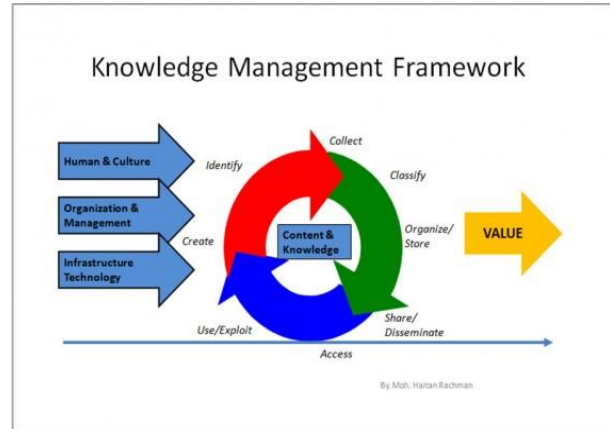 Knowledge Management Framework
Human & Culture
Organization &
Management
Infrastructure
Technology
Identify
Create
Collect
Classify
Organize/
Store
Share/
Disseminate
Access
Use/Exploit
Content &
Knowledge
VALUE
By. Moh. Haitan Rachman